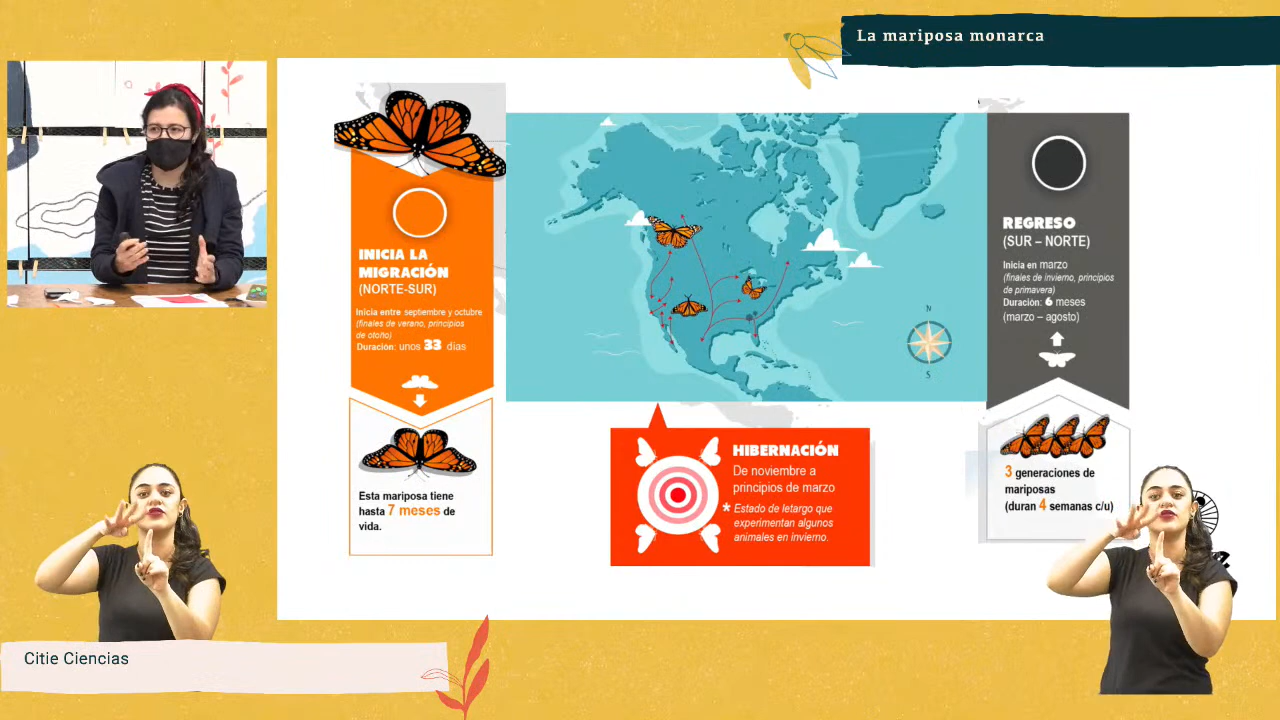 La mariposa monarca
INICIA LA
MIGRACIÓN
(NORTE-SUR)
Inicia entre septiembre y octubre
(finales de verano, principios
de otoño)
Duración: unos 33 días
Esta mariposa tiene
hasta 7 meses de
vida.
N
S
HIBERNACIÓN
De noviembre a
principios de marzo
* Estado de letargo que
experimentan algunos
animales en invierno.
REGRESO
(SUR – NORTE)
Inicia en marzo
(finales de invierno, principios
de primavera)
Duración: 6 meses
(marzo – agosto)
3 generaciones de
mariposas
(duran 4 semanas c/u)
Citie Ciencias